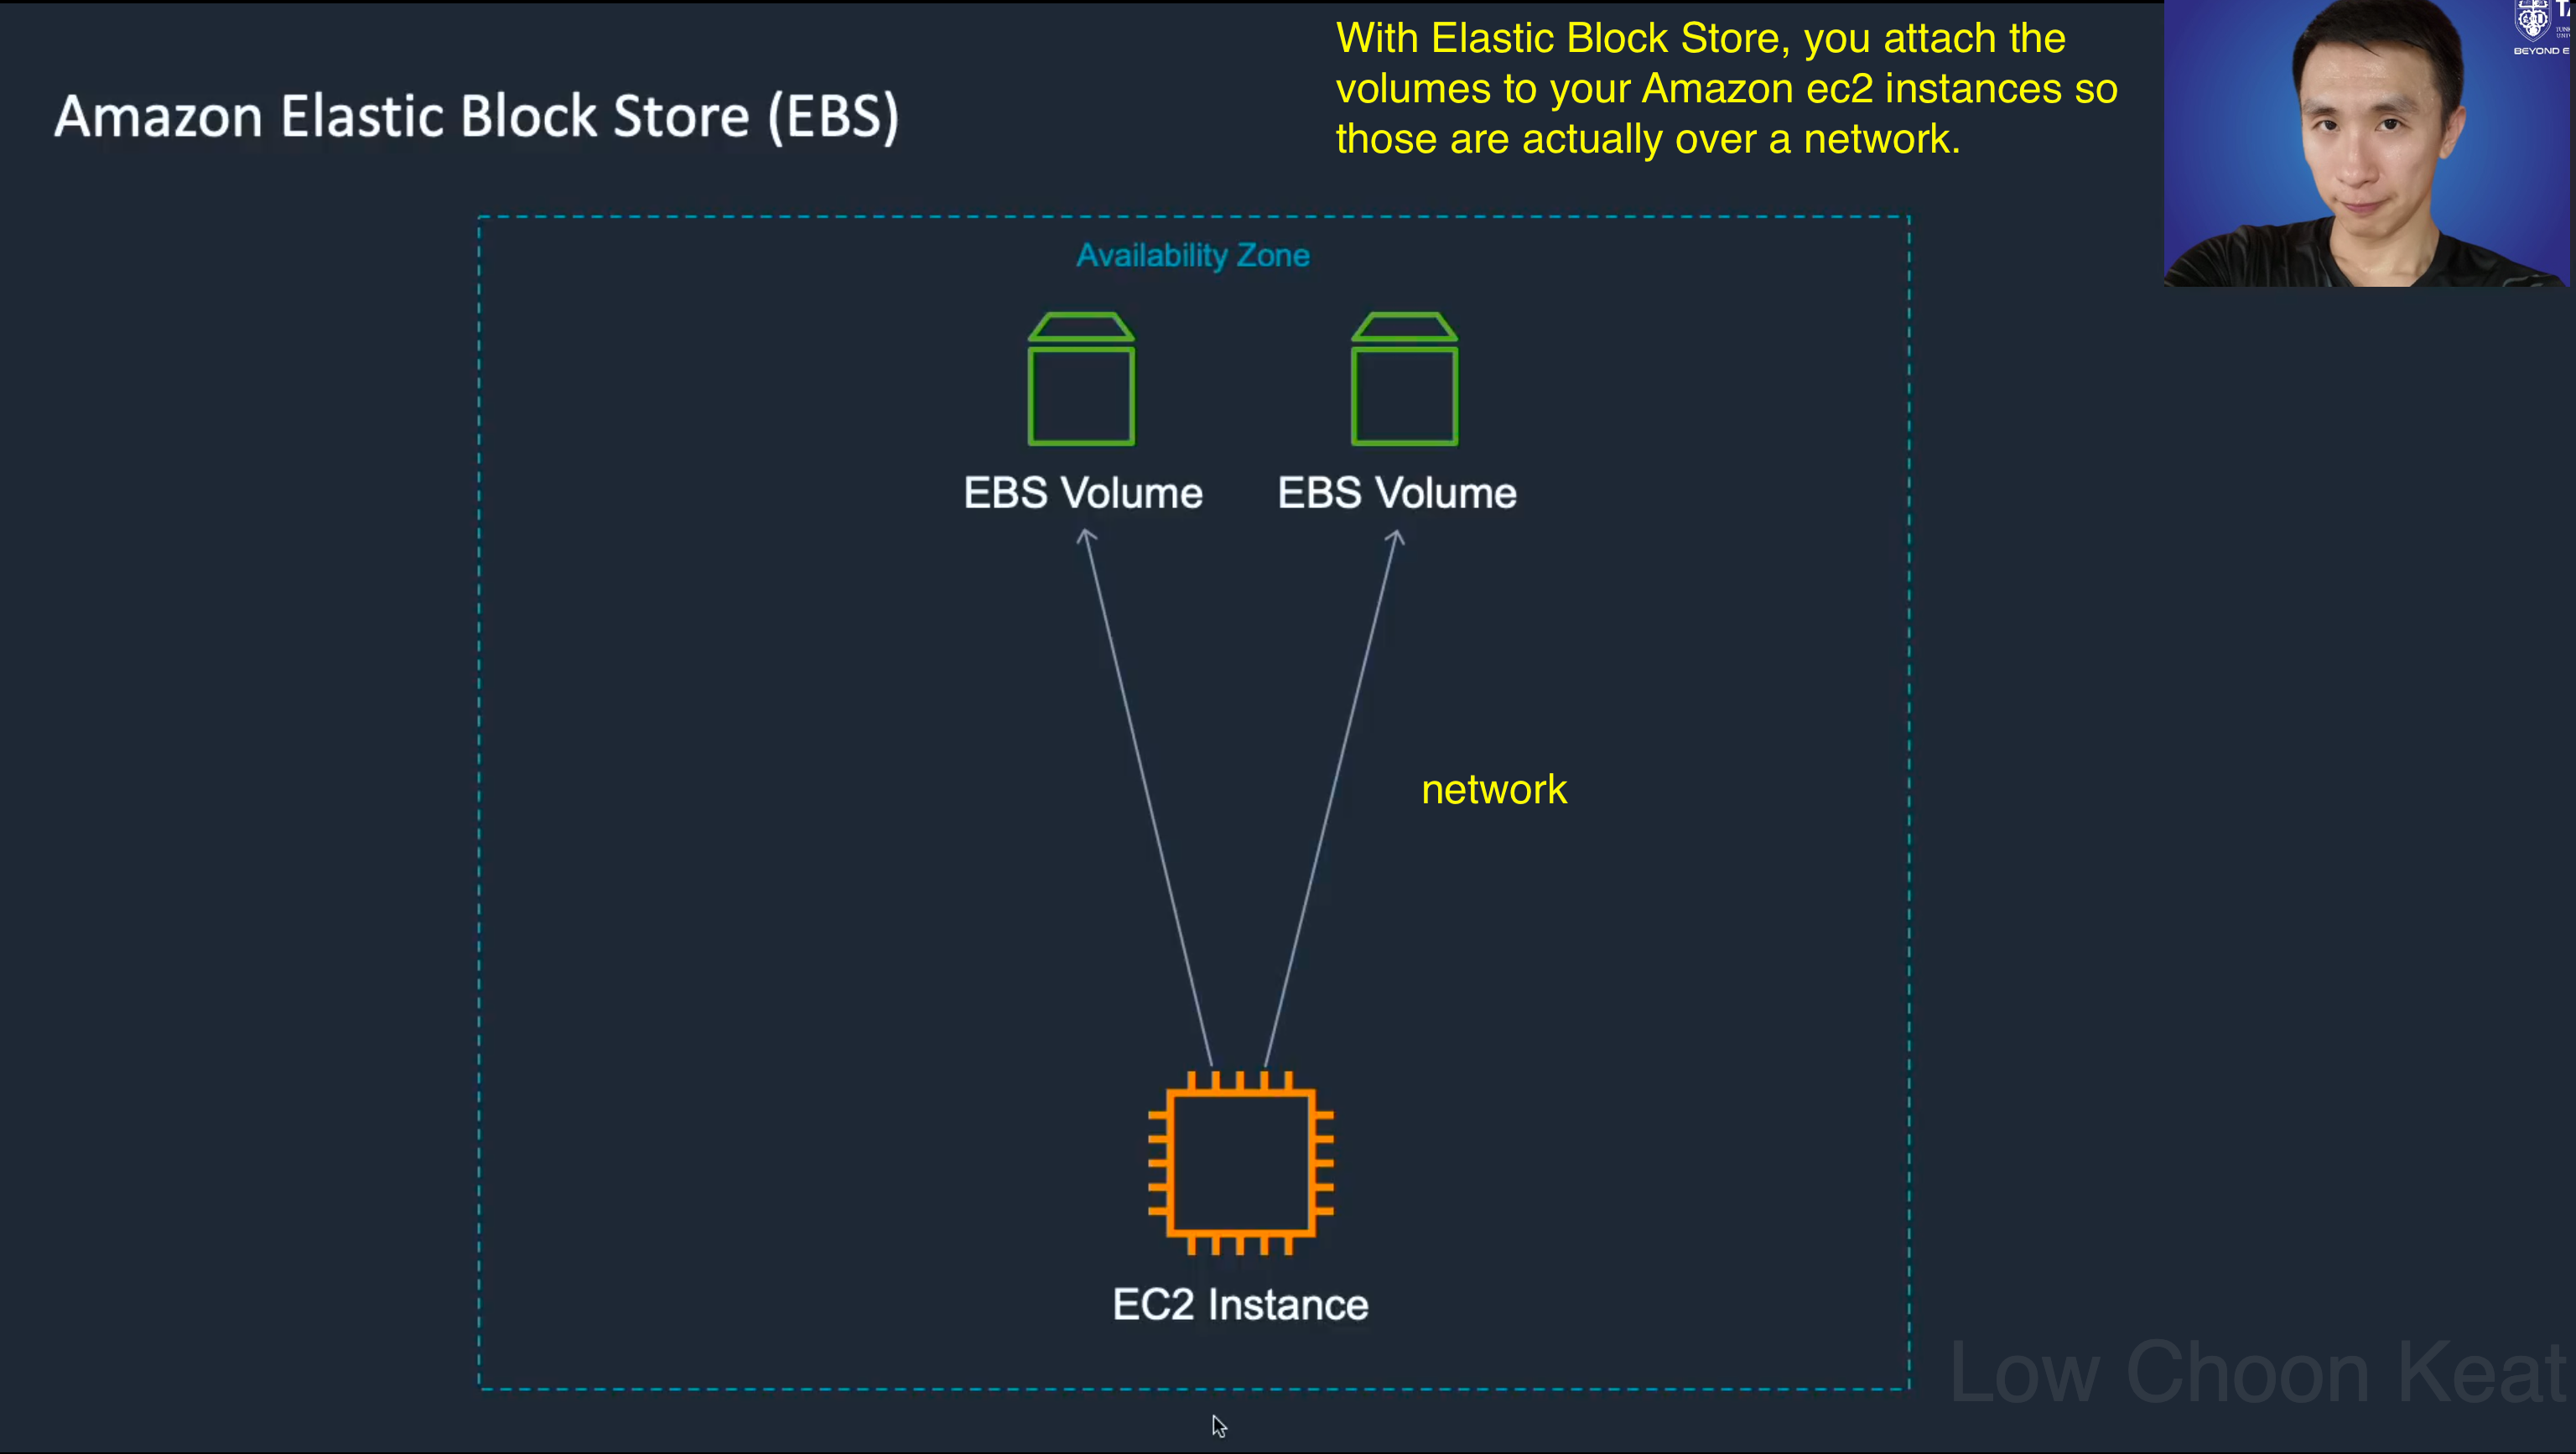 Amazon Elastic Block Store (EBS)
With Elastic Block Store, you attach the
volumes to your Amazon ec2 instances so
those are actually over a network.
BEYOND E
Availability Zone
EBS Volume
EBS Volume
network
EC2 Instance
Low Choon Keat